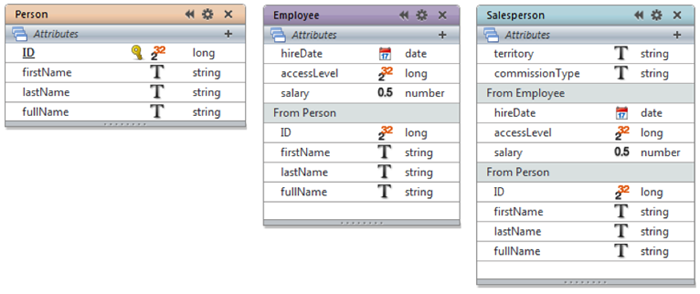 Person
Attributes
ID 2 32 long
firstName T string
lastName T string
fullName T string
Employee
Attributes +
hireDate 17 date
accessLevel 2 32 long
salary 0.5 number
From Person
ID 2 32 long
firstName T string
lastName T string
fullName T string
Salesperson
Attributes +
territory T string
commissionType T string
From Employee
hireDate 17 date
accessLevel 2 32 long
salary 0.5 number
From Person
ID 2 32 long
firstName T string
lastName T string
fullName T string